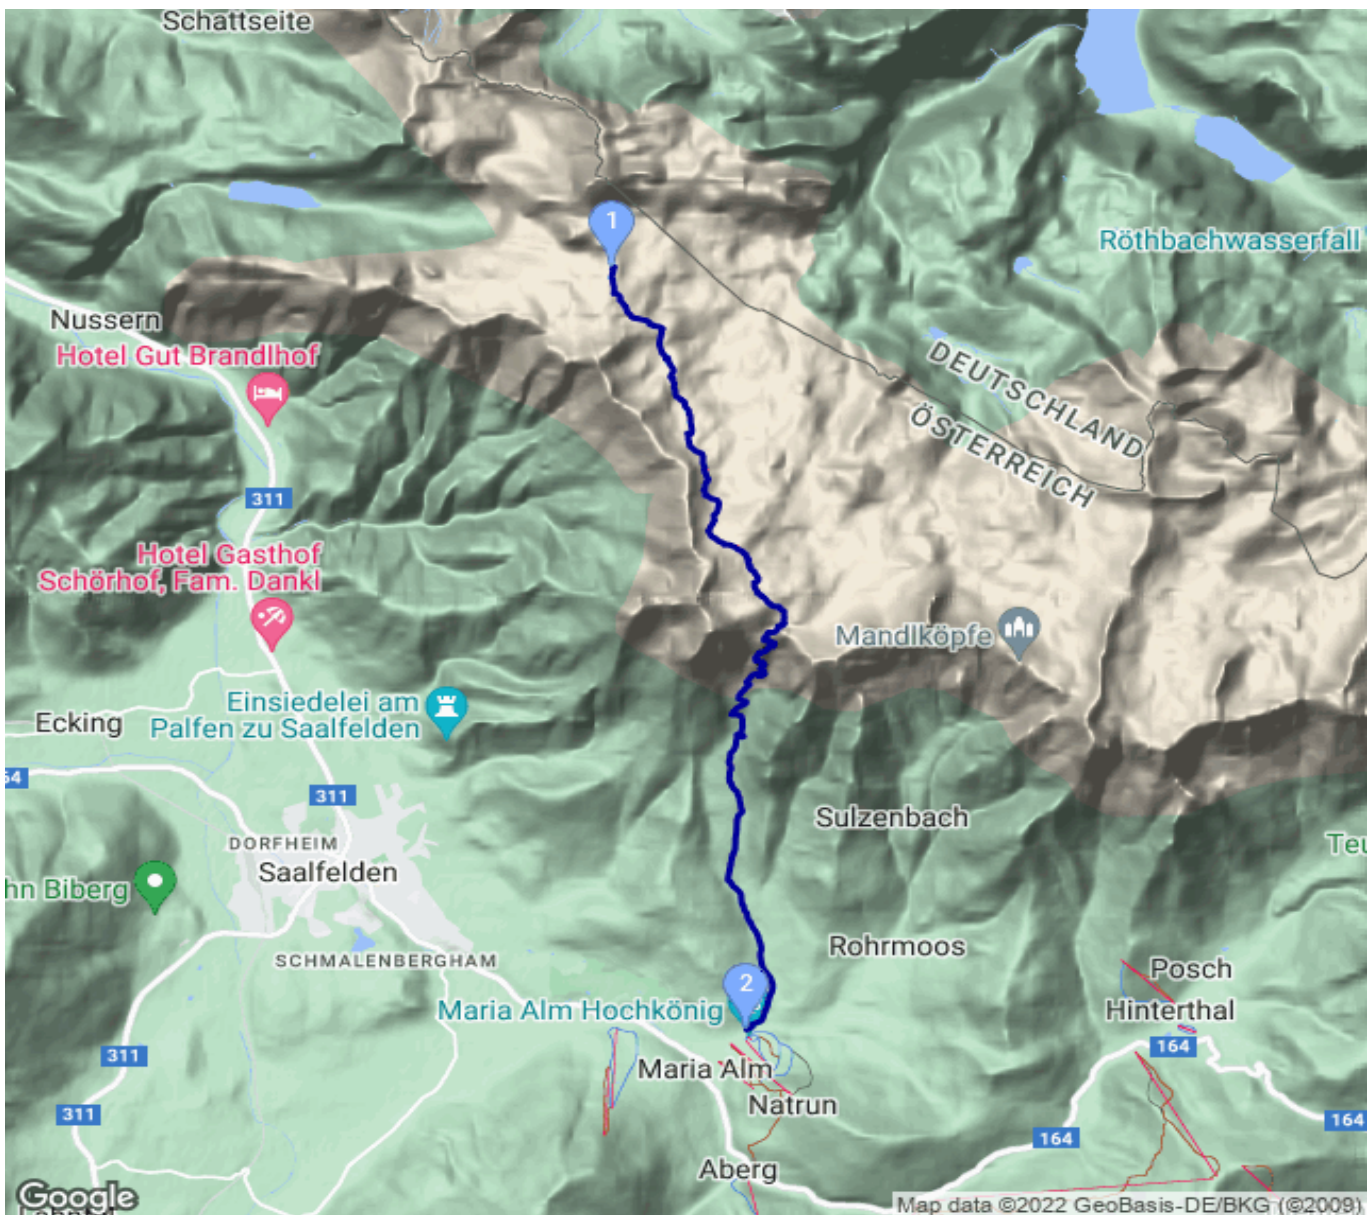 Schattseite
1
Röthbachwasserfall
Nussern
Hotel Gut Brandlhof
DEUTSCHLAND
ÖSTERREICH
311
Hotel Gasthof
Schörhof, Fam. Dankl
Mandlköpfe
Einsiedelei am
Palfen zu Saalfelden
Ecking
64
311
Sulzenbach
DORFHEIM
Saalfelden
Teu
hn Biberg
Rohrmoos
SCHMALENBERGHAM
Posch
2
Maria Alm Hochkönig
Hinterthal
164
311
Maria Alm
Natrun
311
164
164
Aberg
Google
Map data ©2022 GeoBasis-DE/BKG (©2009)